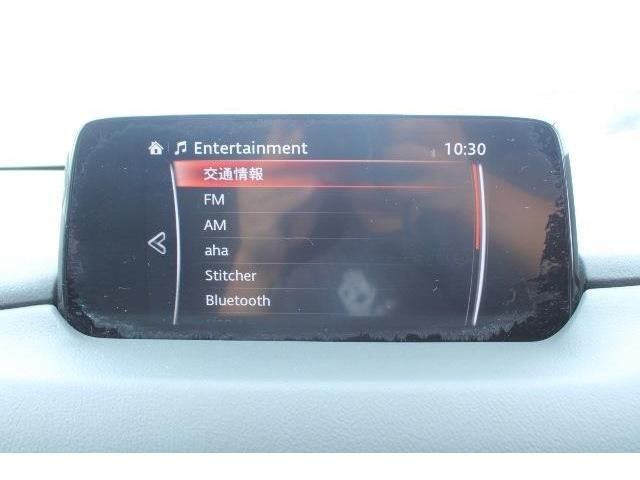 Entertainment 10:30
交通情報
FM
AM
aha
Stitcher
Bluetooth